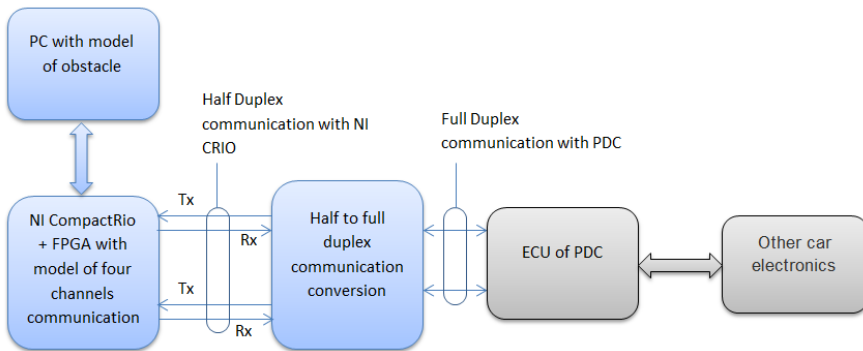 PC with model
of obstacle
Half Duplex
communication with NI
CRIO
Full Duplex
communication with PDC
Tx
Rx
Tx
Rx
NI CompactRio
+ FPGA with
model of four
channels
communication
Half to full
duplex
communication
conversion
ECU of PDC
Other car
electronics